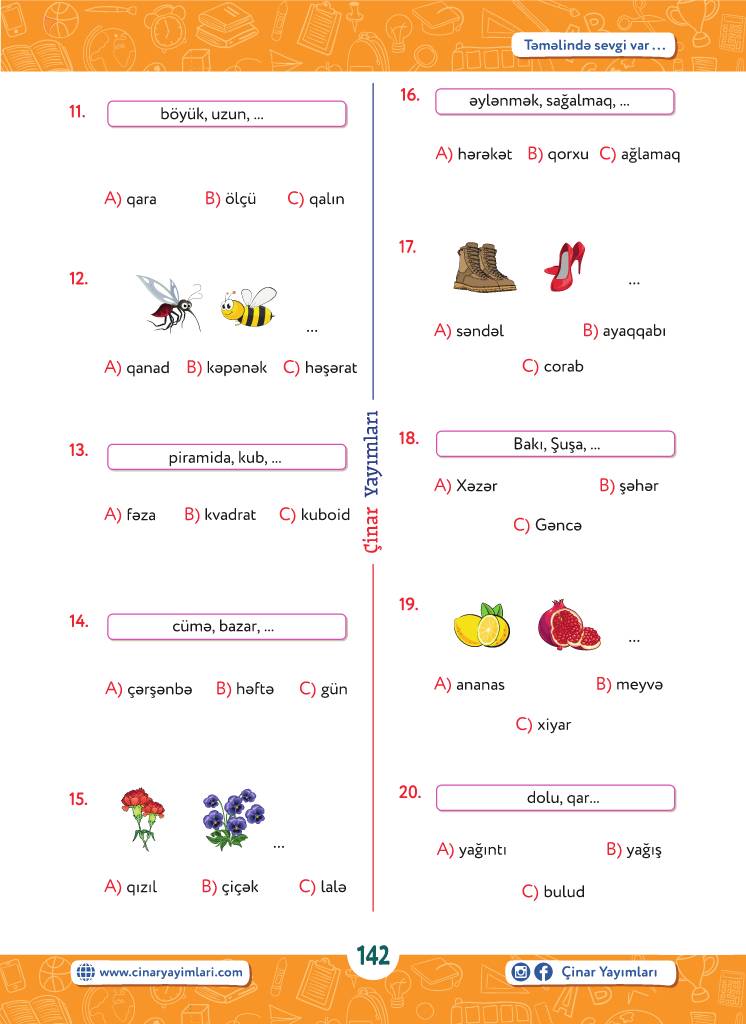 Təməlində sevgi var ...
11.
böyük, uzun, ...
A) qara B) ölçü C) qalın
12.
...
A) qanad B) kəpənək C) həşərat
13.
piramida, kub, ...
A) fəza B) kvadrat C) kuboid
14.
cümə, bazar, ...
A) çərşənbə B) həftə C) gün
15.
...
A) qızıl B) çiçək C) lalə
Çinar Yayımları
16.
əylənmək, sağalmaq, ...
A) hərəkət B) qorxu C) ağlamaq
17.
...
A) səndəl B) ayaqqabı
C) corab
18.
Bakı, Şuşa, ...
A) Xəzər B) şəhər
C) Gəncə
19.
...
A) ananas B) meyvə
C) xiyar
20.
dolu, qar...
A) yağıntı B) yağış
C) bulud
142
www.cinaryayimlari.com
Çinar Yayımları